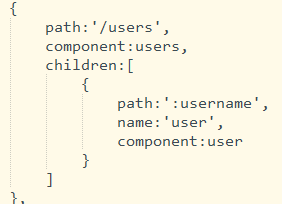 {
    path:'/users',
    component:users,
    children:[
        {
            path:':username',
            name:'user',
            component:user
        }
    ]
},